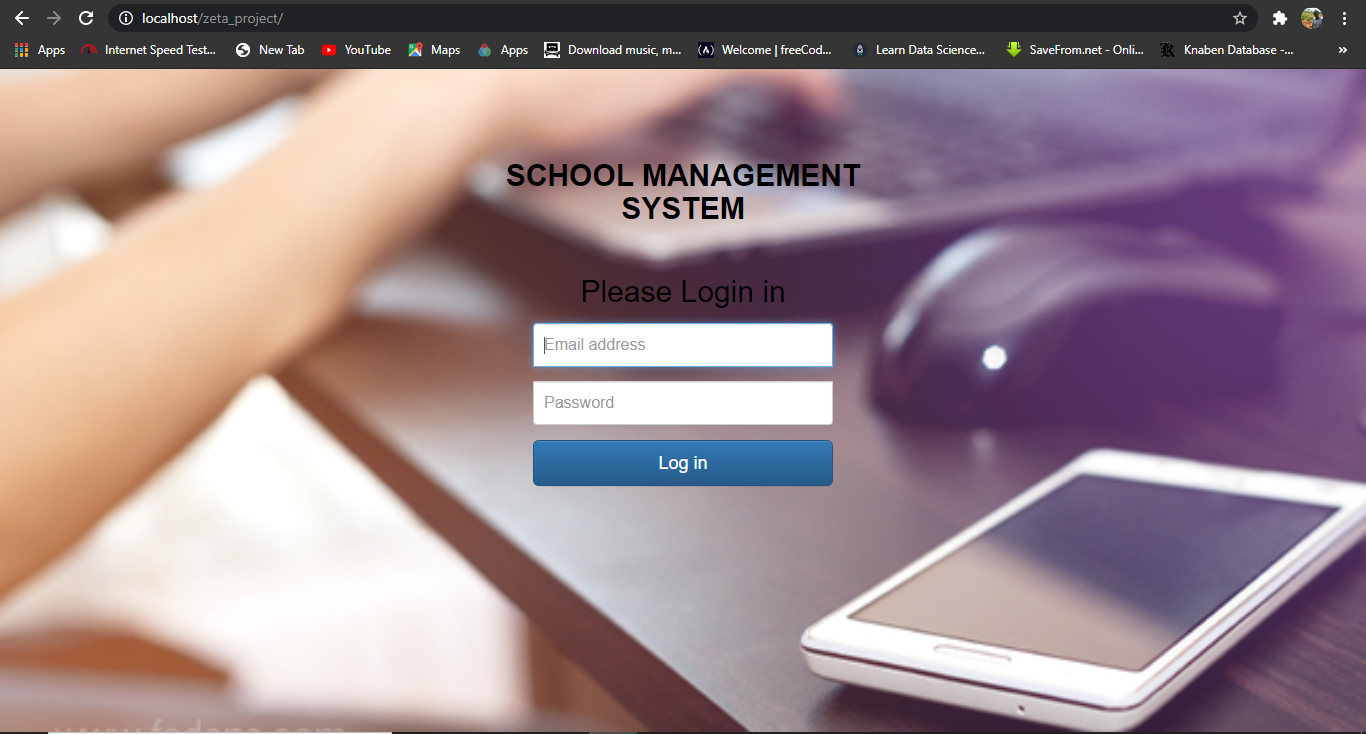 localhost/zeta_project/
Apps Internet Speed Test... New Tab YouTube Maps Apps Download music, m... Welcome | freeCod... Learn Data Science... SaveFrom.net - Onli... Knaben Database -... »
SCHOOL MANAGEMENT
SYSTEM
Please Login in
Email address
Password
Log in